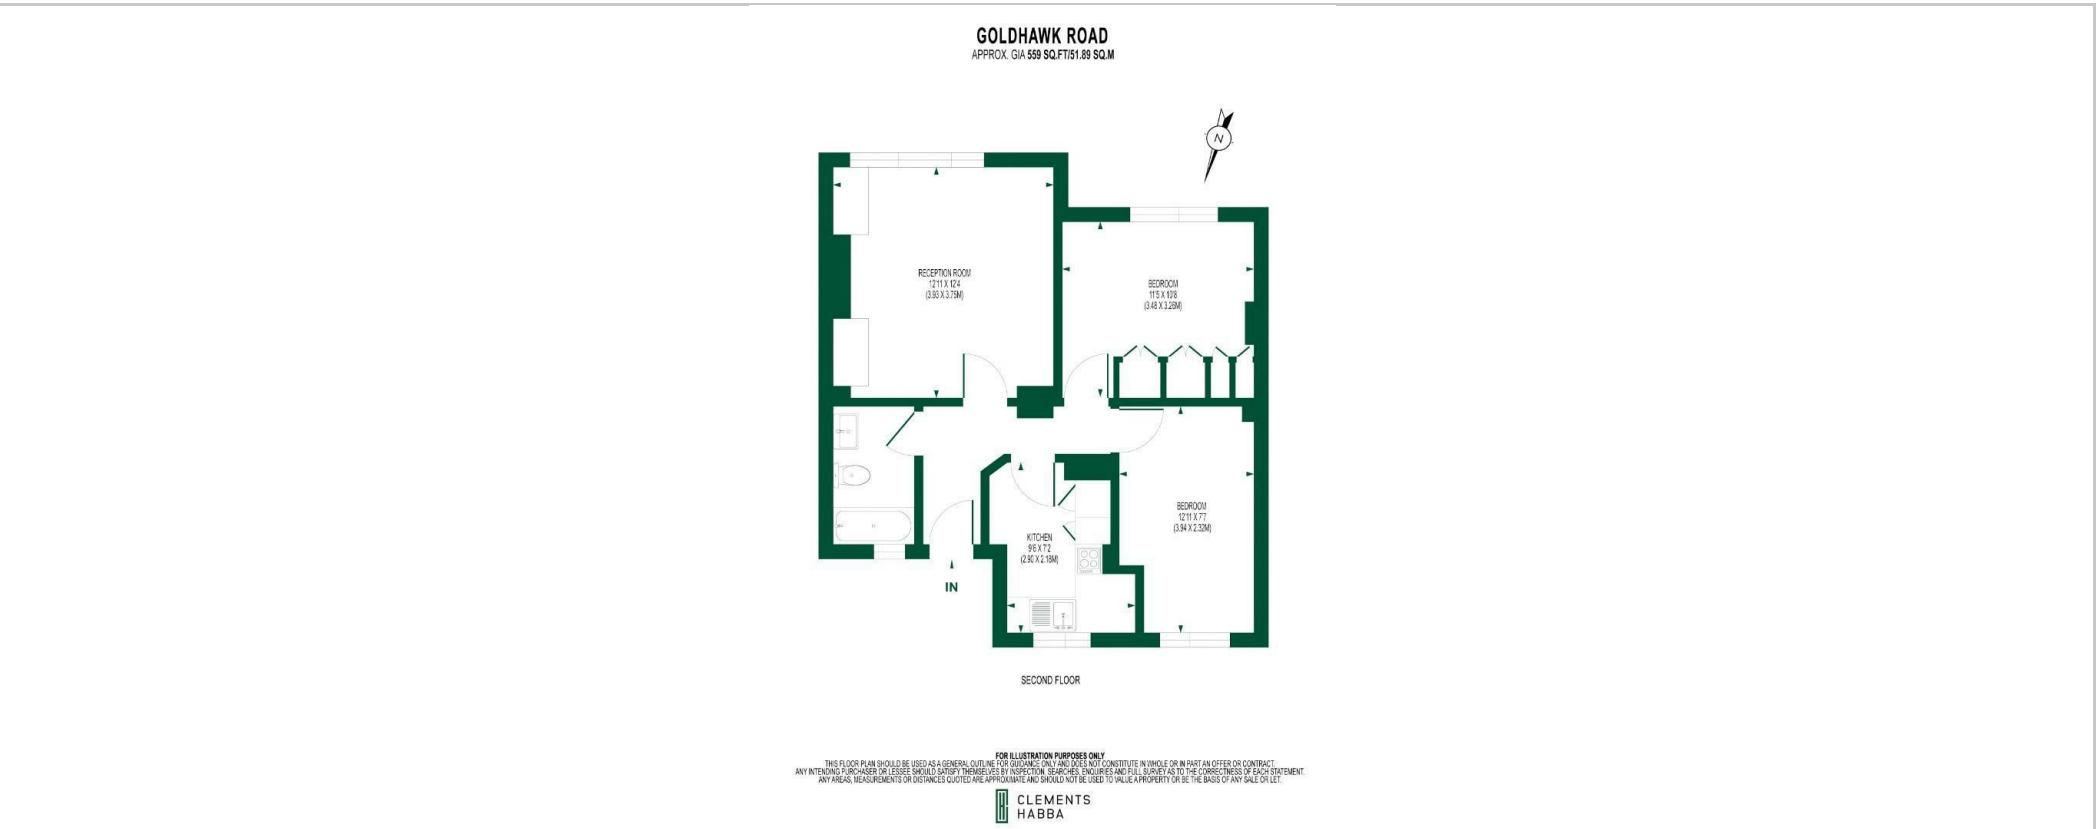 GOLDHAWK ROAD
APPROX. GIA 559 SQ.FT/51.89 SQ.M
N
RECEPTION ROOM
12'11 X 12'4
(3.93 X 3.75M)
BEDROOM
11'5 X 10'8
(3.48 X 3.26M)
BEDROOM
12'11 X 7'7
(3.94 X 2.32M)
KITCHEN
9'6 X 7'2
(2.90 X 2.18M)
IN
SECOND FLOOR
FOR ILLUSTRATION PURPOSES ONLY
THIS FLOOR PLAN SHOULD BE USED AS A GENERAL OUTLINE FOR GUIDANCE ONLY AND DOES NOT CONSTITUTE IN WHOLE OR IN PART AN OFFER OR CONTRACT.
ANY INTENDING PURCHASER OR LESSEE SHOULD SATISFY THEMSELVES BY INSPECTION, SEARCHES, ENQUIRIES AND FULL SURVEY AS TO THE CORRECTNESS OF EACH STATEMENT.
ANY AREAS, MEASUREMENTS OR DISTANCES QUOTED ARE APPROXIMATE AND SHOULD NOT BE USED TO VALUE A PROPERTY OR BE THE BASIS OF ANY SALE OR LET.
CLEMENTS
HABBA